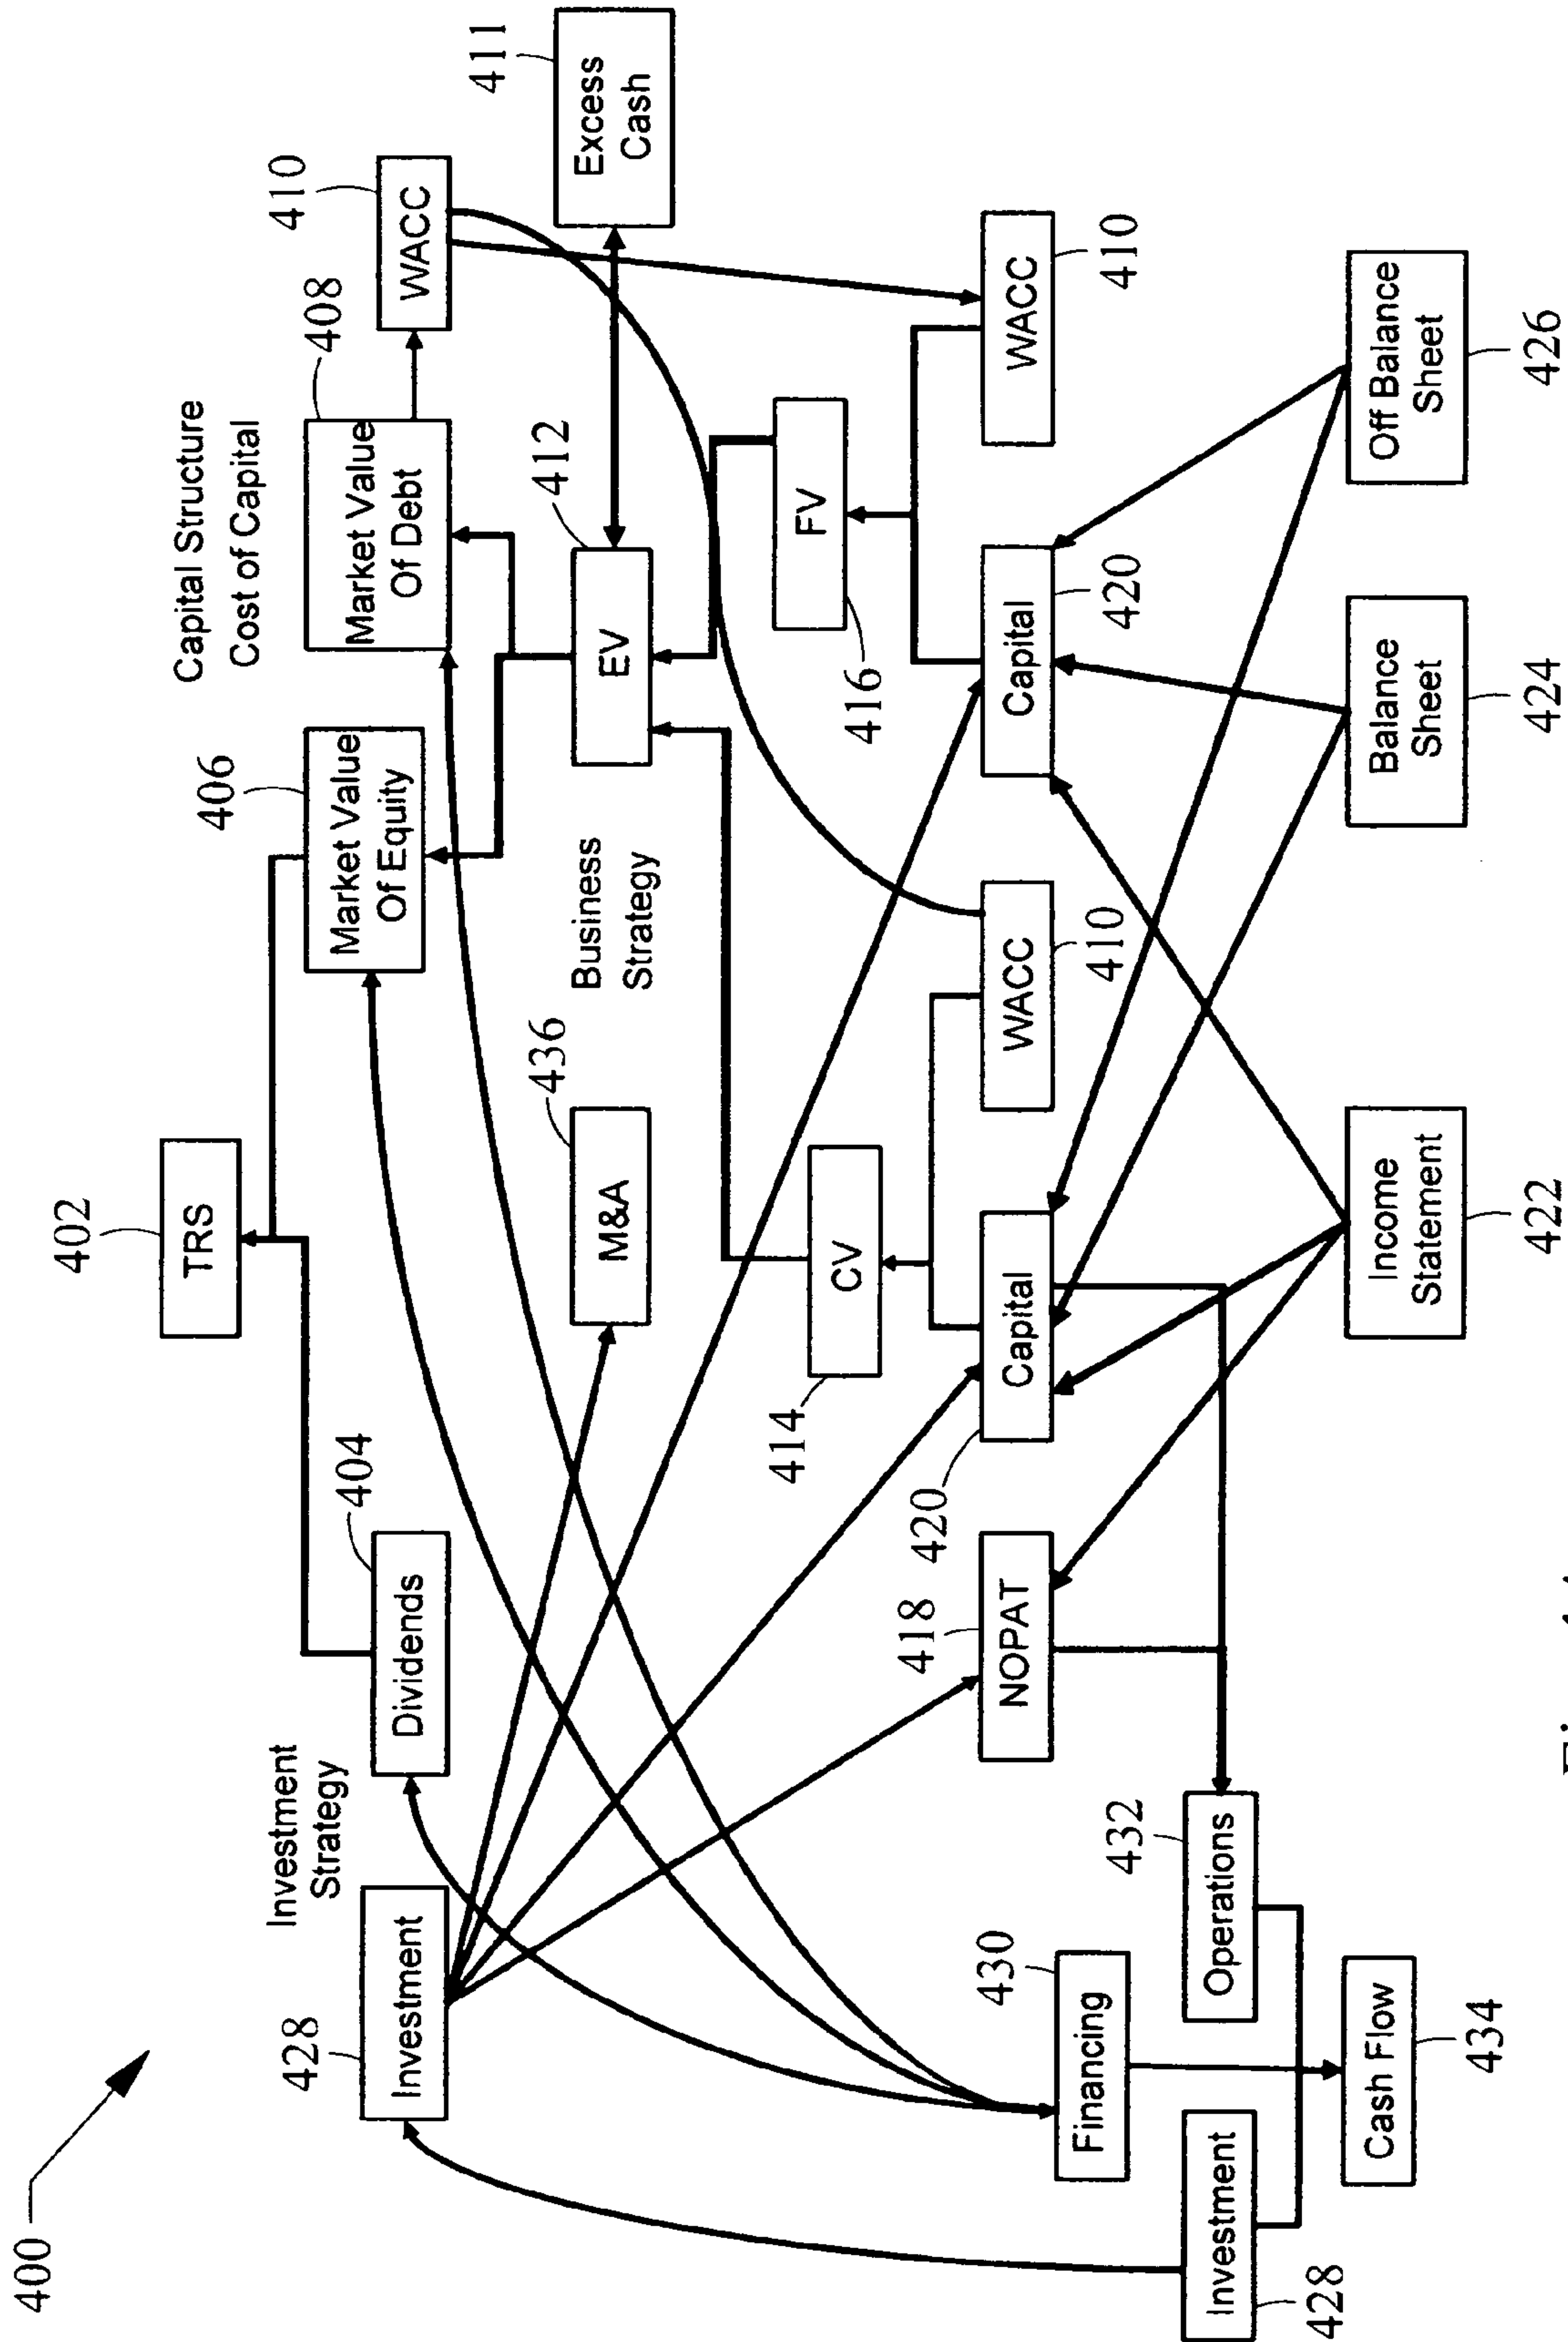 400
402
TRS
Capital Structure
Cost of Capital
406
408
410
428
Investment
Investment
Strategy
404
Dividends
Market Value
Of Equity
Market Value
Of Debt
WACC
411
436
M&A
Business
Strategy
412
EV
Excess
Cash
414
CV
416
FV
418
NOPAT
420
Capital
WACC
410
Capital
420
WACC
410
430
Financing
432
Investment
428
Operations
Cash Flow
434
Income
Statement
422
Balance
Sheet
424
Off Balance
Sheet
426